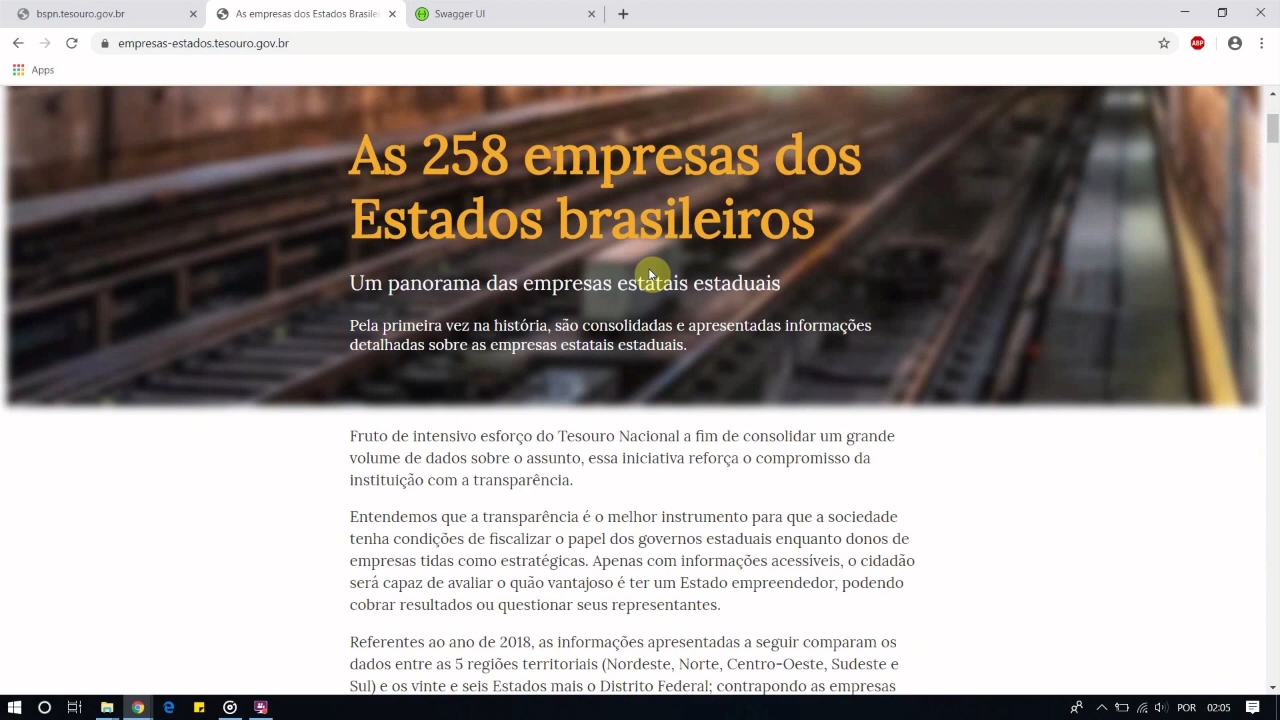 bspn.tesouro.gov.br
As empresas dos Estados Brasilei
Swagger UI
empresas-estados.tesouro.gov.br
ABP
Apps
As 258 empresas dos
Estados brasileiros
Um panorama das empresas estatais estaduais
Pela primeira vez na história, são consolidadas e apresentadas informações
detalhadas sobre as empresas estatais estaduais.
Fruto de intensivo esforço do Tesouro Nacional a fim de consolidar um grande
volume de dados sobre o assunto, essa iniciativa reforça o compromisso da
instituição com a transparência.
Entendemos que a transparência é o melhor instrumento para que a sociedade
tenha condições de fiscalizar o papel dos governos estaduais enquanto donos de
empresas tidas como estratégicas. Apenas com informações acessíveis, o cidadão
será capaz de avaliar o quão vantajoso é ter um Estado empreendedor, podendo
cobrar resultados ou questionar seus representantes.
Referentes ao ano de 2018, as informações apresentadas a seguir comparam os
dados entre as 5 regiões territoriais (Nordeste, Norte, Centro-Oeste, Sudeste e
Sul) e os vinte e seis Estados mais o Distrito Federal; contrapondo as empresas
POR
02:05